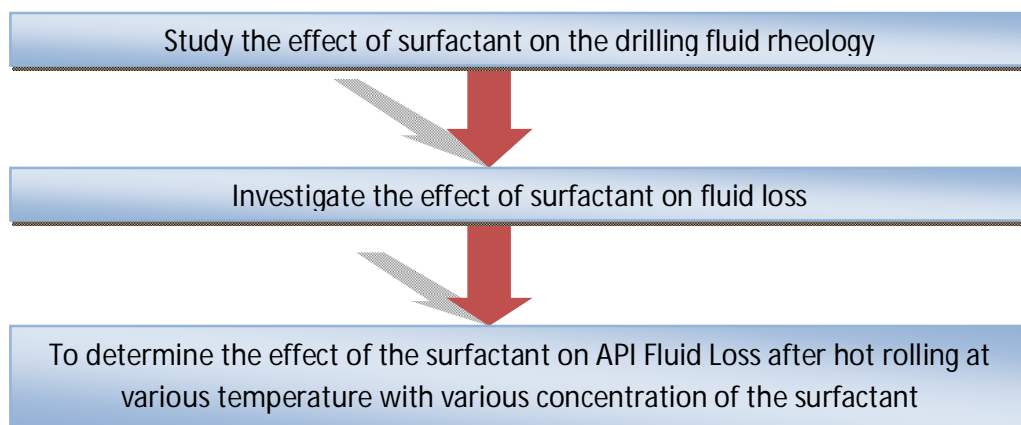 Study the effect of surfactant on the drilling fluid rheology
Investigate the effect of surfactant on fluid loss
To determine the effect of the surfactant on API Fluid Loss after hot rolling at
various temperature with various concentration of the surfactant